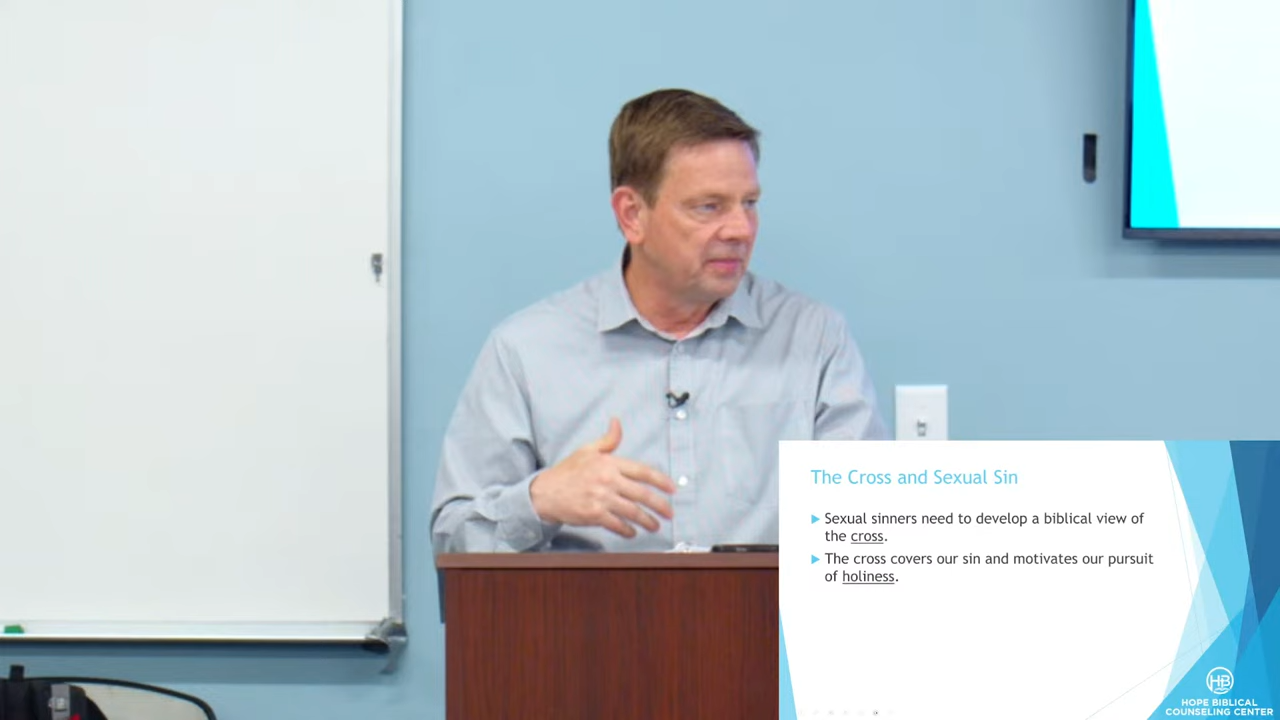 The Cross and Sexual Sin
▶ Sexual sinners need to develop a biblical view of
the cross.
▶ The cross covers our sin and motivates our pursuit
of holiness.
HB
HOPE BIBLICAL
COUNSELING CENTER